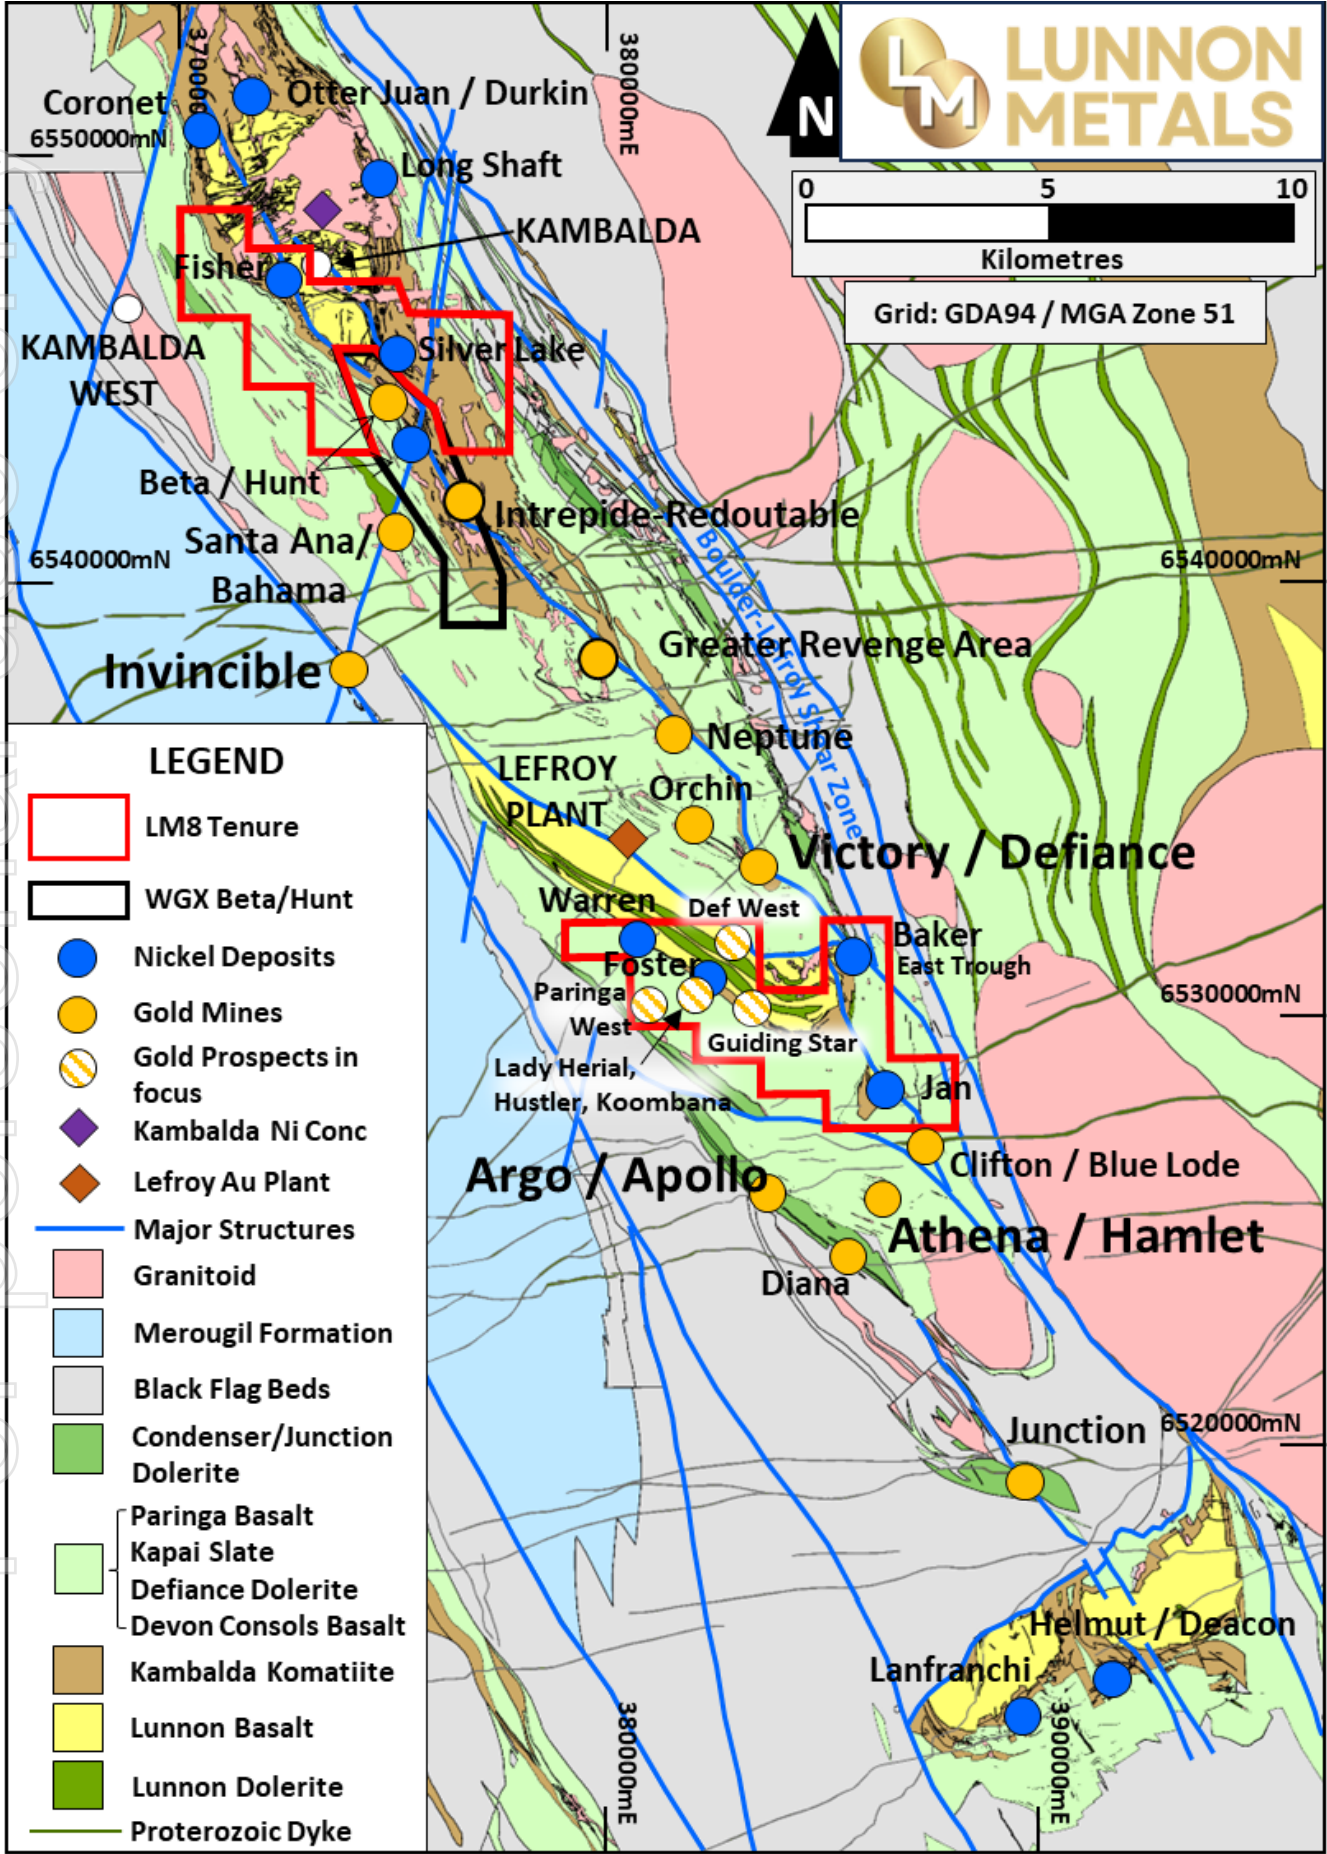 LUNNON
METALS
LM
N
370000
380000mE
Coronet
6550000mN
Otter Juan / Durkin
Long Shaft
KAMBALDA
0 5 10
Kilometres
Grid: GDA94 / MGA Zone 51
Fisher
KAMBALDA
WEST
Silver Lake
Beta / Hunt
Intrepide-Redoutable
Santa Ana/
Bahama
6540000mN
6540000mN
Boulder-Lefroy Shear Zone
Greater Revenge Area
Invincible
Neptune
LEFROY
PLANT
Orchin
Victory / Defiance
Warren
Def West
Baker
East Trough
Foster
Paringa
West
6530000mN
Guiding Star
Lady Herial,
Hustler, Koombana
Jan
Clifton / Blue Lode
Argo / Apollo
Athena / Hamlet
Diana
Junction
6520000mN
Helmut / Deacon
Lanfranchi
380000mE
390000mE
LEGEND
LM8 Tenure
WGX Beta/Hunt
Nickel Deposits
Gold Mines
Gold Prospects in
focus
Kambalda Ni Conc
Lefroy Au Plant
Major Structures
Granitoid
Merougil Formation
Black Flag Beds
Condenser/Junction
Dolerite
Paringa Basalt
Kapai Slate
Defiance Dolerite
Devon Consols Basalt
Kambalda Komatiite
Lunnon Basalt
Lunnon Dolerite
Proterozoic Dyke